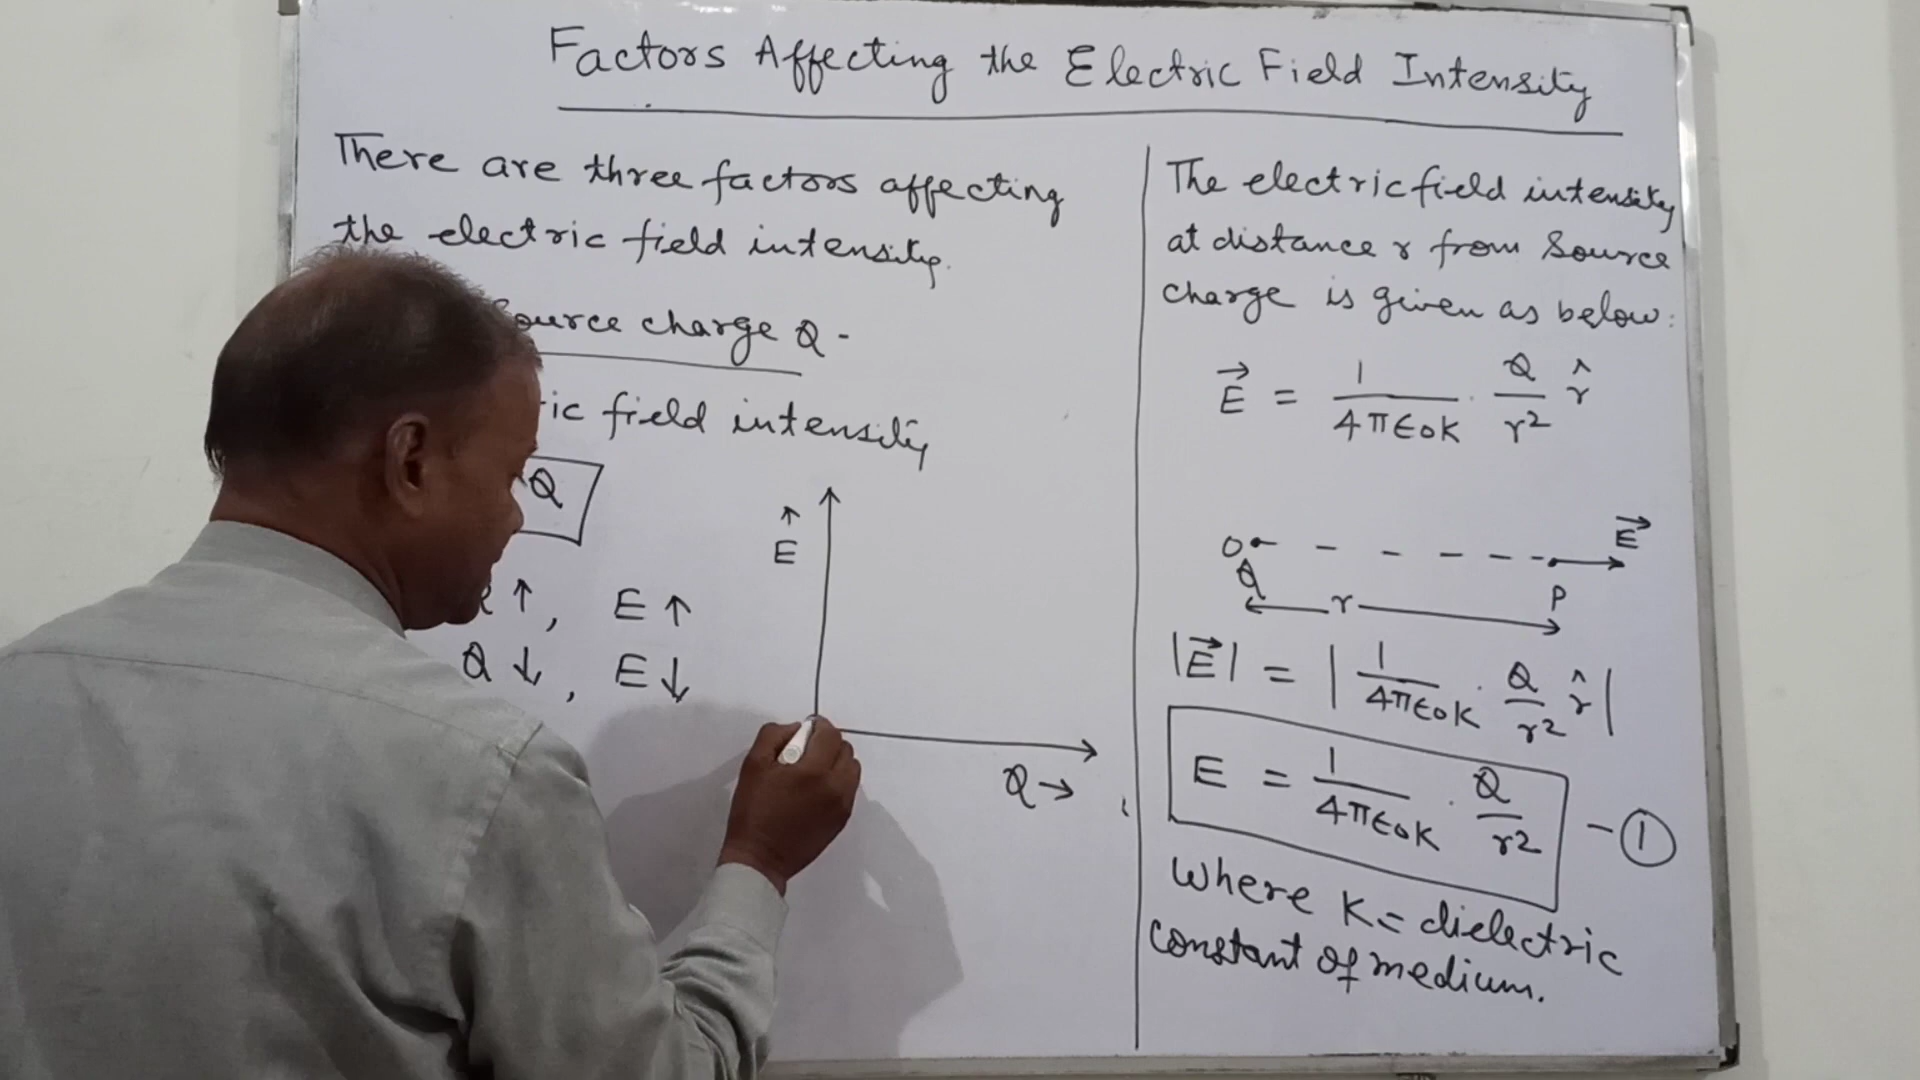 Factors Affecting the Electric Field Intensity
There are three factors affecting
the electric field intensity.
Source charge Q -
ic field intensity
Q
↑, E ↑
Q ↓, E ↓
↑
E
Q →
The electric field intensity
at distance r from Source
charge is given as below:
E⃗ = 1/4πϵ0K · Q/r² r̂
O E⃗
Q P
r
|E⃗| = |1/4πϵ0K · Q/r² r̂|
E = 1/4πϵ0K · Q/r² - ①
Where K = dielectric
constant of medium.